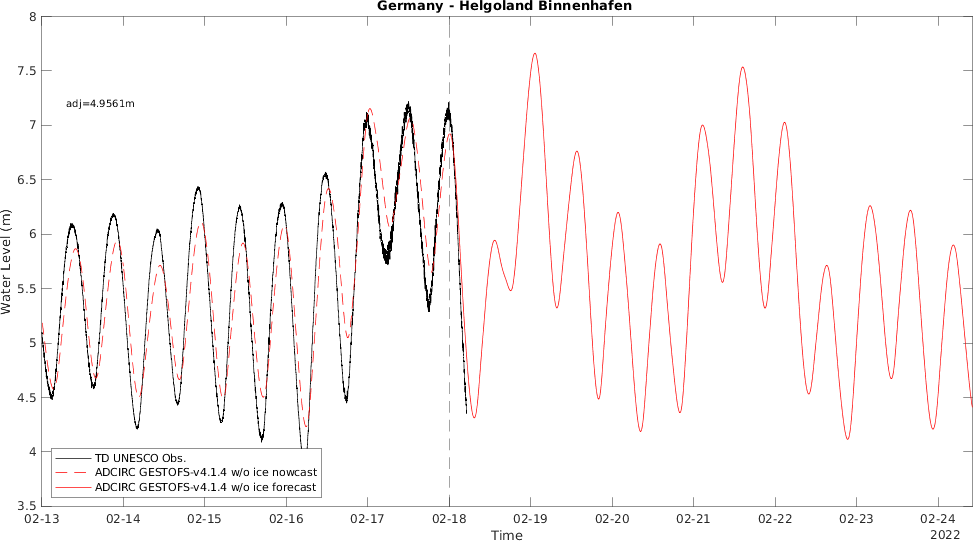 Germany - Helgoland Binnenhafen
8
7.5
7
6.5
6
5.5
5
4.5
4
3.5
Water Level (m)
adj=4.9561m
TD UNESCO Obs.
ADCIRC GESTOFS-v4.1.4 w/o ice nowcast
ADCIRC GESTOFS-v4.1.4 w/o ice forecast
02-13 02-14 02-15 02-16 02-17 02-18 02-19 02-20 02-21 02-22 02-23 02-24
2022
Time